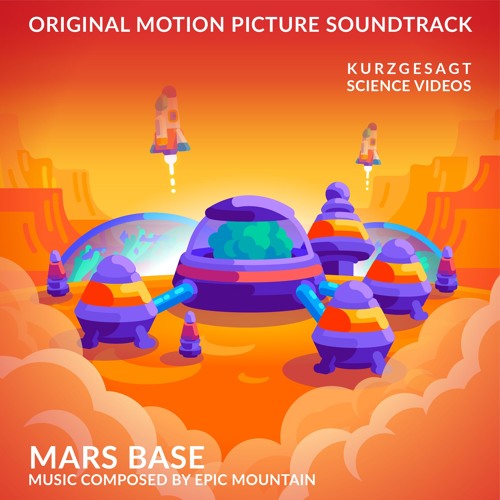 ORIGINAL MOTION PICTURE SOUNDTRACK
KURZGESAGT
SCIENCE VIDEOS
MARS BASE
MUSIC COMPOSED BY EPIC MOUNTAIN